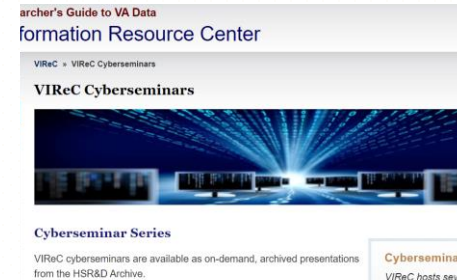 archer's Guide to VA Data
formation Resource Center
VIReC » VIReC Cyberseminars
VIReC Cyberseminars
Cyberseminar Series
VIReC cyberseminars are available as on-demand, archived presentations
from the HSR&D Archive.
Cybersemina
VIReC hosts sev